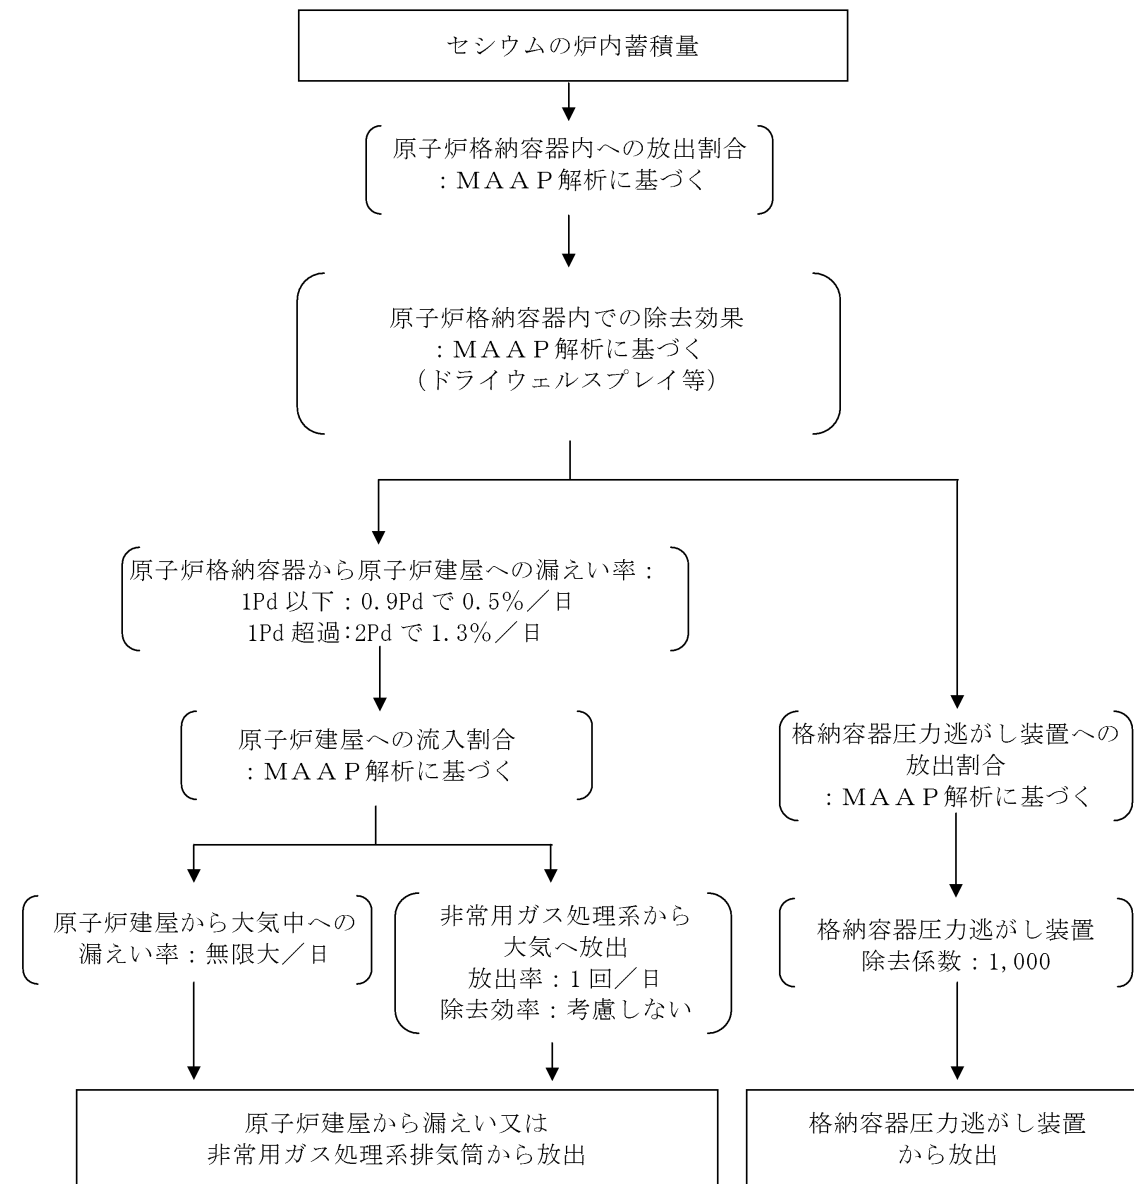 セシウムの炉内蓄積量
原子炉格納容器内への放出割合
：ＭＡＡＰ解析に基づく
原子炉格納容器内での除去効果
：ＭＡＡＰ解析に基づく
（ドライウェルスプレイ等）
原子炉格納容器から原子炉建屋への漏えい率：
1Pd 以下：0.9Pd で 0.5％／日
1Pd 超過：2Pd で 1.3％／日
原子炉建屋への流入割合
：ＭＡＡＰ解析に基づく
格納容器圧力逃がし装置への
放出割合
：ＭＡＡＰ解析に基づく
原子炉建屋から大気中への
漏えい率：無限大／日
非常用ガス処理系から
大気へ放出
放出率：1 回／日
除去効率：考慮しない
格納容器圧力逃がし装置
除去係数：1,000
原子炉建屋から漏えい又は
非常用ガス処理系排気筒から放出
格納容器圧力逃がし装置
から放出